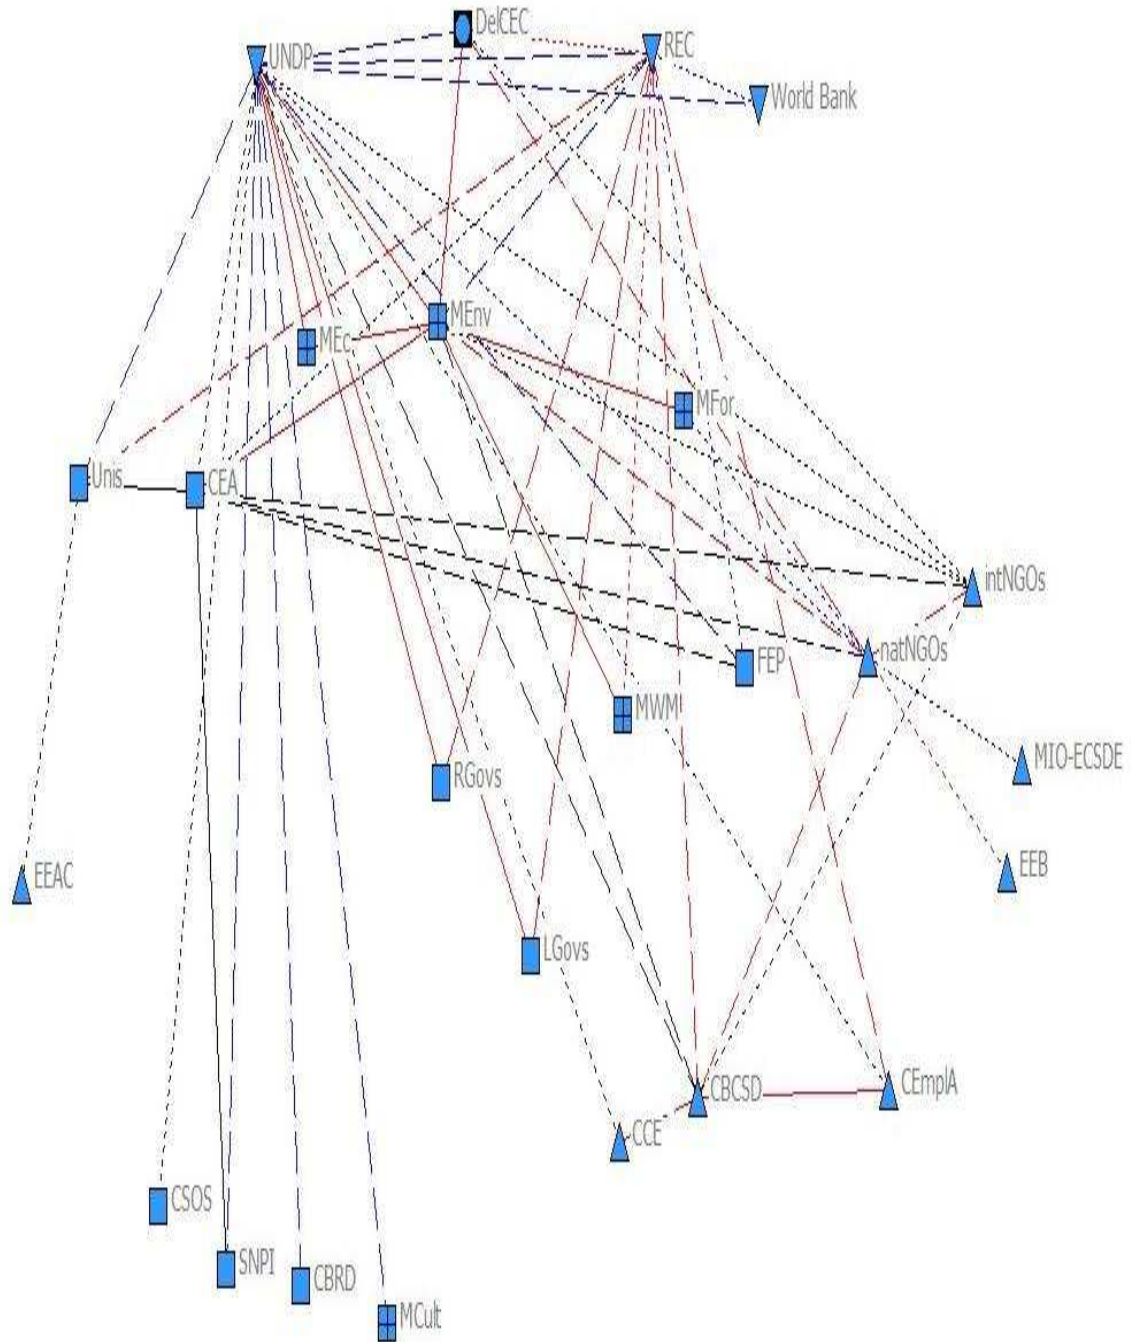 DelCEC
UNDP
REC
World Bank
MEnv
MEc
MFor
Unis
CEA
intNGOs
natNGOs
FEP
MWM
MIO-ECSDE
RGovs
EEB
EEAC
LGovs
CEmplA
CBCSD
CCE
CSOS
SNPI
CBRD
MCult